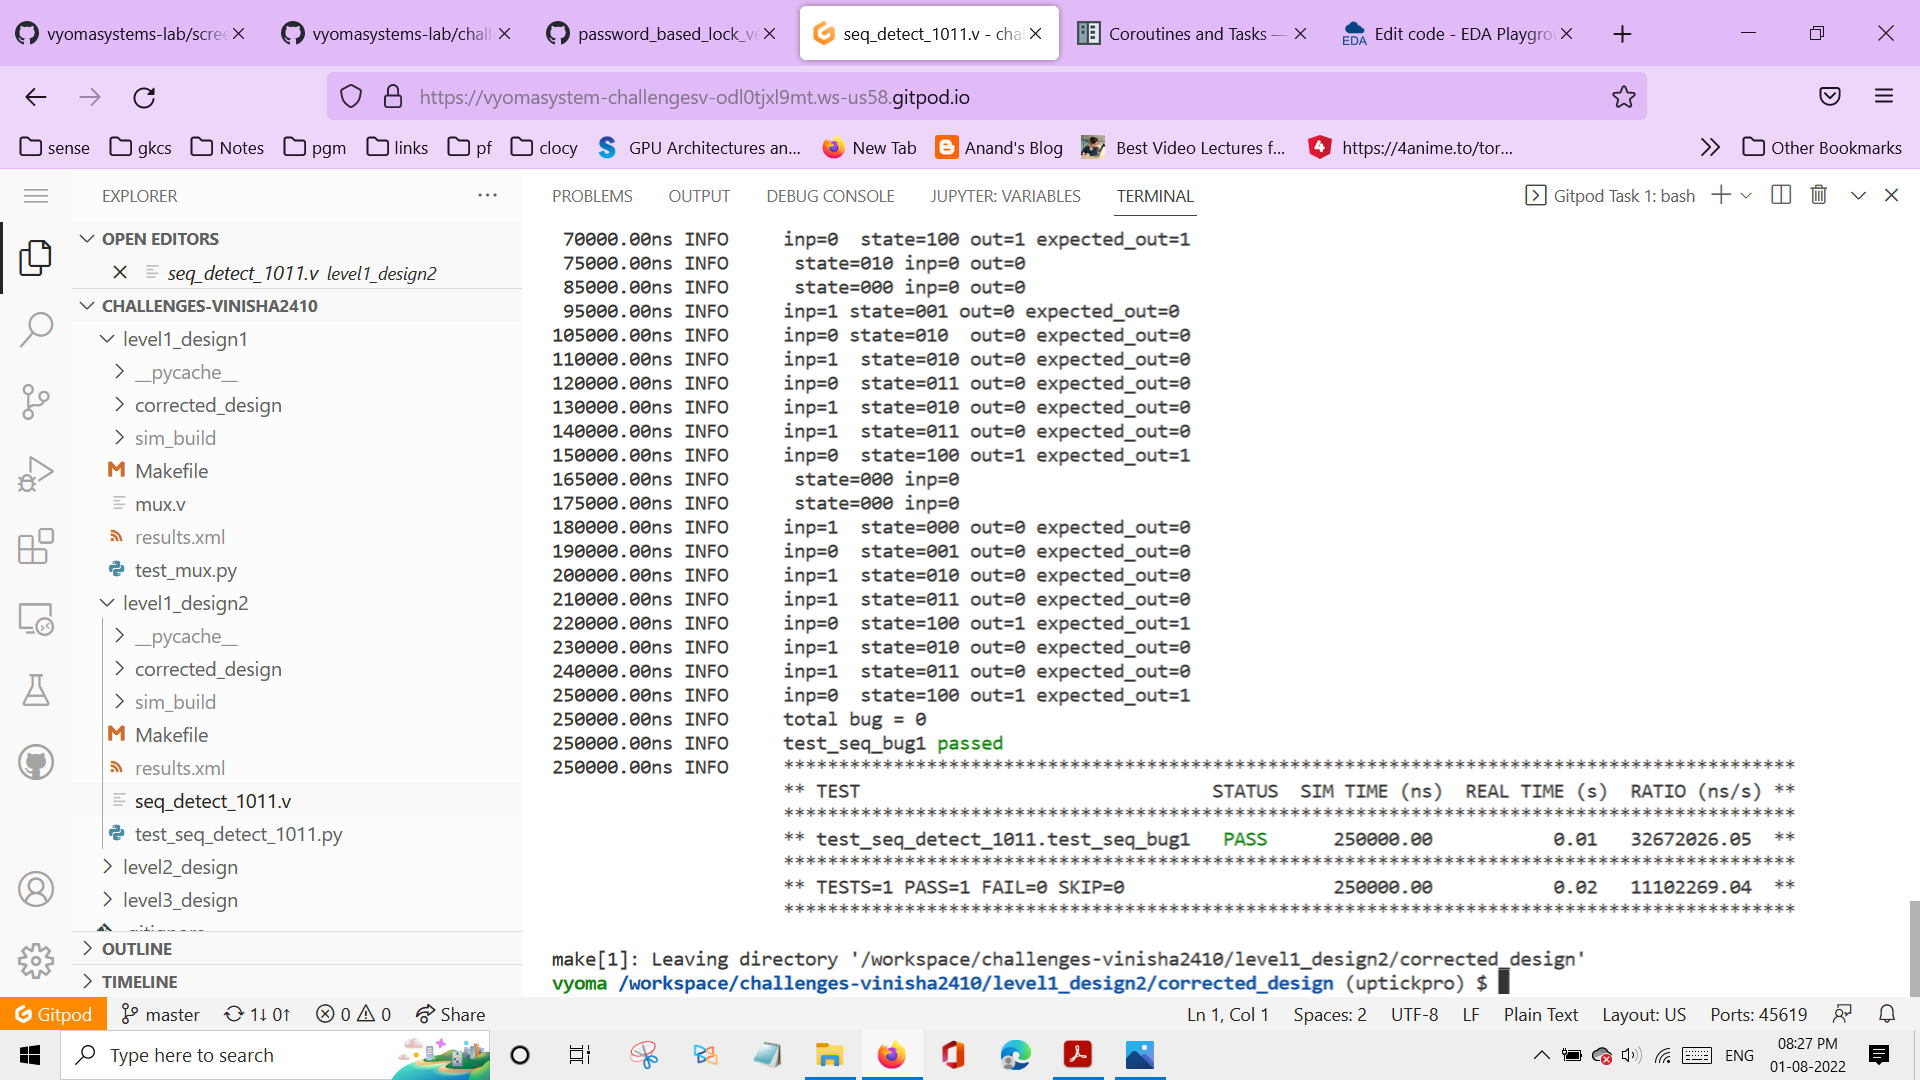 vyomasystems-lab/scree
vyomasystems-lab/chall
password_based_lock_ve
seq_detect_1011.v - chal
Coroutines and Tasks —
EDA
Edit code - EDA Playgrou
https://vyomasystem-challengesv-odl0tjxl9mt.ws-us58.gitpod.io
sense gkcs Notes pgm links pf clocy GPU Architectures an... New Tab Anand's Blog Best Video Lectures f... https://4anime.to/tor... Other Bookmarks
EXPLORER
OPEN EDITORS
seq_detect_1011.v level1_design2
CHALLENGES-VINISHA2410
level1_design1
__pycache__
corrected_design
sim_build
Makefile
mux.v
results.xml
test_mux.py
level1_design2
__pycache__
corrected_design
sim_build
Makefile
results.xml
seq_detect_1011.v
test_seq_detect_1011.py
level2_design
level3_design
.gitignore
OUTLINE
TIMELINE
PROBLEMS OUTPUT DEBUG CONSOLE JUPYTER: VARIABLES TERMINAL Gitpod Task 1: bash
70000.00ns INFO inp=0 state=100 out=1 expected_out=1
75000.00ns INFO state=010 inp=0 out=0
85000.00ns INFO state=000 inp=0 out=0
95000.00ns INFO inp=1 state=001 out=0 expected_out=0
105000.00ns INFO inp=0 state=010 out=0 expected_out=0
110000.00ns INFO inp=1 state=010 out=0 expected_out=0
120000.00ns INFO inp=0 state=011 out=0 expected_out=0
130000.00ns INFO inp=1 state=010 out=0 expected_out=0
140000.00ns INFO inp=1 state=011 out=0 expected_out=0
150000.00ns INFO inp=0 state=100 out=1 expected_out=1
165000.00ns INFO state=000 inp=0
175000.00ns INFO state=000 inp=0
180000.00ns INFO inp=1 state=000 out=0 expected_out=0
190000.00ns INFO inp=0 state=001 out=0 expected_out=0
200000.00ns INFO inp=1 state=010 out=0 expected_out=0
210000.00ns INFO inp=1 state=011 out=0 expected_out=0
220000.00ns INFO inp=0 state=100 out=1 expected_out=1
230000.00ns INFO inp=1 state=010 out=0 expected_out=0
240000.00ns INFO inp=1 state=011 out=0 expected_out=0
250000.00ns INFO inp=0 state=100 out=1 expected_out=1
250000.00ns INFO total bug = 0
250000.00ns INFO test_seq_bug1 passed
250000.00ns INFO ********************************************************************************************
** TEST STATUS SIM TIME (ns) REAL TIME (s) RATIO (ns/s) **
********************************************************************************************
** test_seq_detect_1011.test_seq_bug1 PASS 250000.00 0.01 32672026.05 **
********************************************************************************************
** TESTS=1 PASS=1 FAIL=0 SKIP=0 250000.00 0.02 11102269.04 **
********************************************************************************************
make[1]: Leaving directory '/workspace/challenges-vinisha2410/level1_design2/corrected_design'
vyoma /workspace/challenges-vinisha2410/level1_design2/corrected_design (uptickpro) $
Gitpod master 1↓ 0↑ 0 0 Share Ln 1, Col 1 Spaces: 2 UTF-8 LF Plain Text Layout: US Ports: 45619
Type here to search
ENG
08:27 PM
01-08-2022